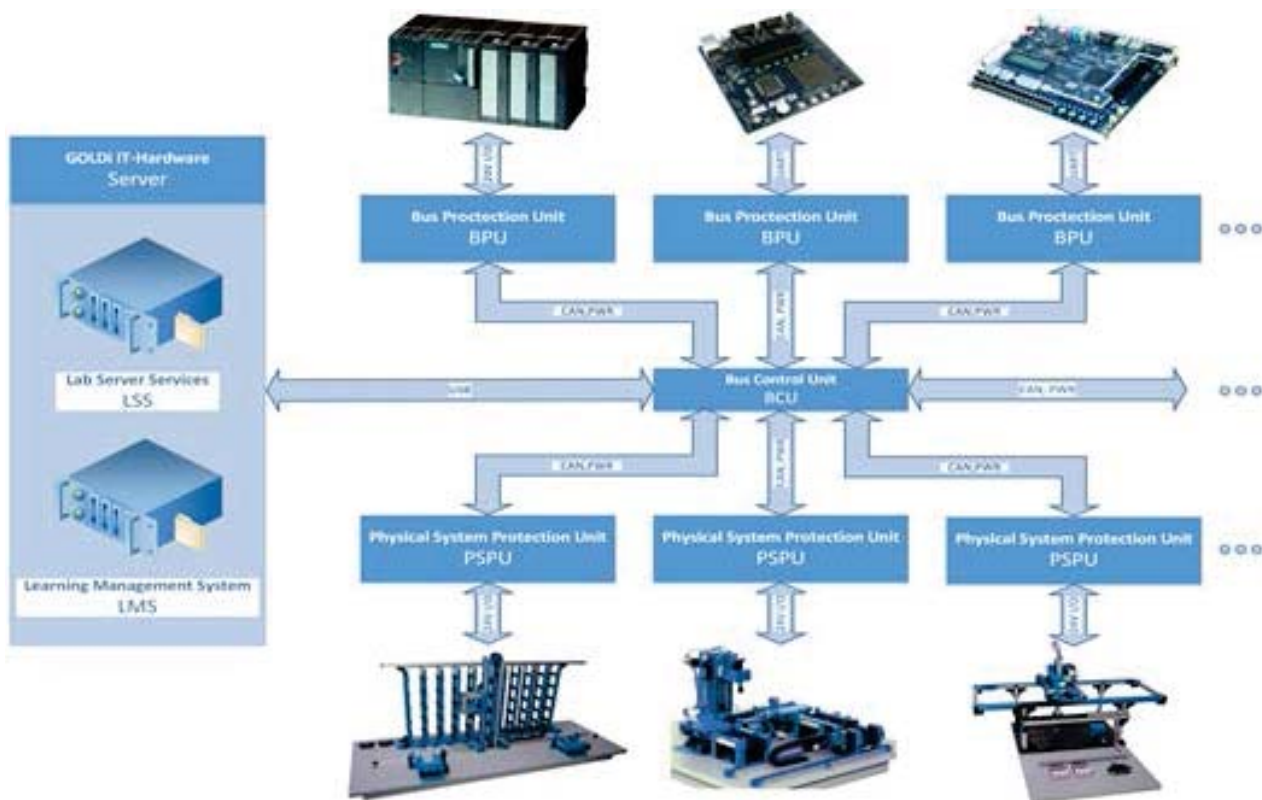 GOLDI IT-Hardware
Server
Lab Server Services
LSS
Learning Management System
LMS
UART
UART
Bus Proctection Unit
BPU
Bus Proctection Unit
BPU
Bus Proctection Unit
BPU
CAN,PWR
CAN,PWR
CAN,PWR
USB
Bus Control Unit
BCU
CAN, PWR
CAN,PWR
CAN,PWR
CAN,PWR
Physical System Protection Unit
PSPU
Physical System Protection Unit
PSPU
Physical System Protection Unit
PSPU